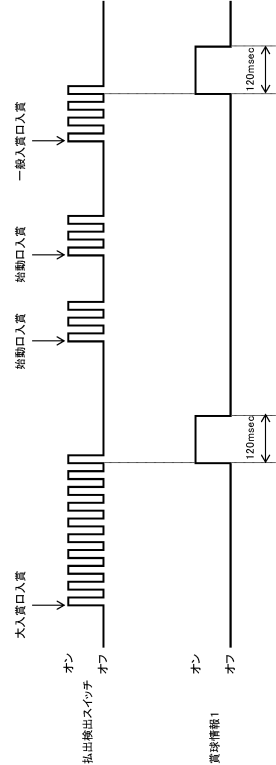 大入賞口入賞
始動口入賞
始動口入賞
一般入賞口入賞
オン
払出検出スイッチ
オフ
オン
賞球情報1
オフ
120msec
120msec